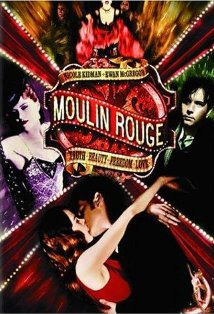 NICOLE KIDMAN · EWAN McGREGOR
MOULIN ROUGE
TRUTH · BEAUTY · FREEDOM · LOVE